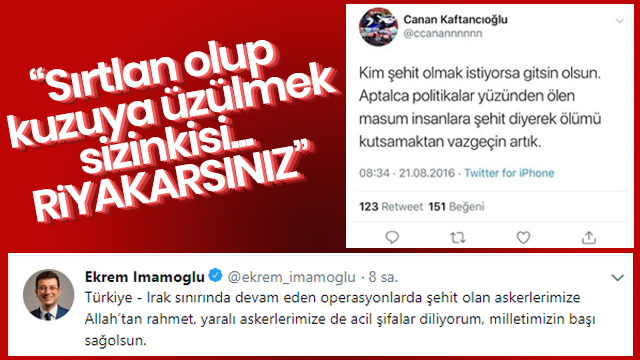 “Sırtlan olup
kuzuya üzülmek
sizinkisi...
RiYAKARSINIZ”
Canan Kaftancıoğlu
@ccanannnnnn
Kim şehit olmak istiyorsa gitsin olsun.
Aptalca politikalar yüzünden ölen
masum insanlara şehit diyerek ölümü
kutsamaktan vazgeçin artık.
08:34 · 21.08.2016 · Twitter for iPhone
123 Retweet 151 Beğeni
Ekrem Imamoglu @ekrem_imamoglu · 8 sa.
Türkiye - Irak sınırında devam eden operasyonlarda şehit olan askerlerimize
Allah’tan rahmet, yaralı askerlerimize de acil şifalar diliyorum, milletimizin başı
sağolsun.